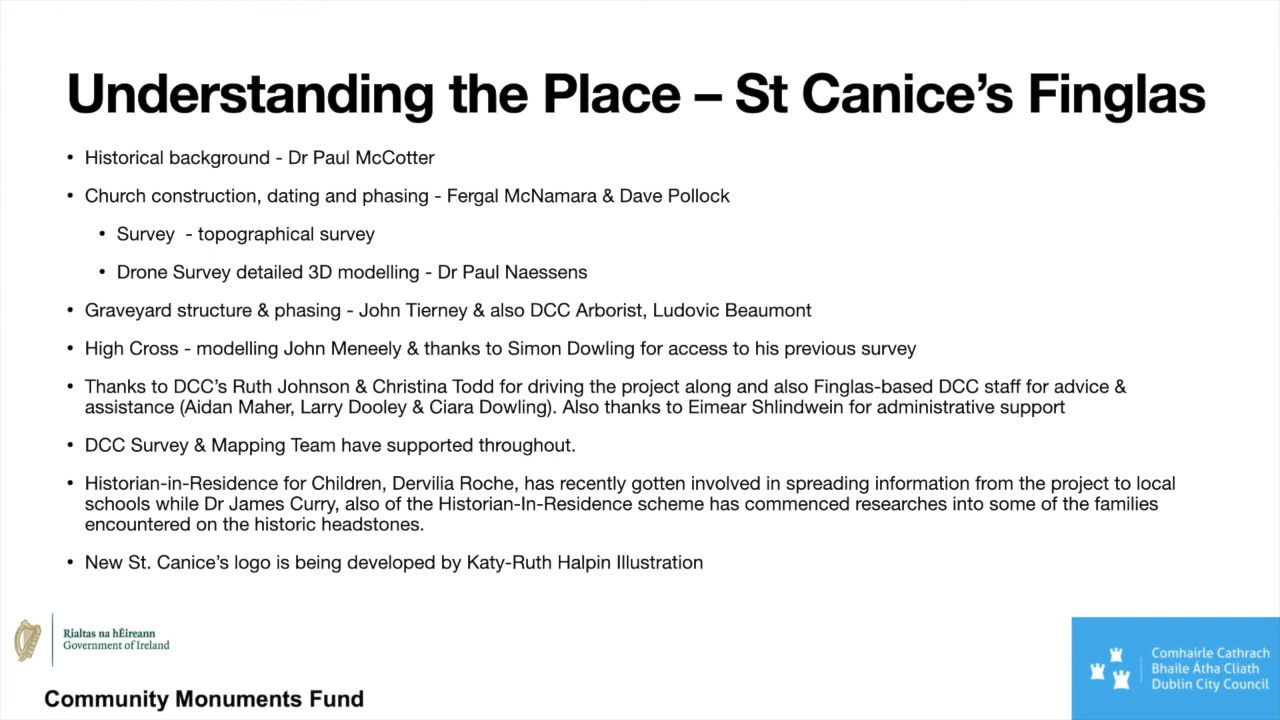 Understanding the Place – St Canice’s Finglas
• Historical background - Dr Paul McCotter
• Church construction, dating and phasing - Fergal McNamara & Dave Pollock
• Survey  - topographical survey
• Drone Survey detailed 3D modelling - Dr Paul Naessens
• Graveyard structure & phasing - John Tierney & also DCC Arborist, Ludovic Beaumont
• High Cross - modelling John Meneely & thanks to Simon Dowling for access to his previous survey
• Thanks to DCC’s Ruth Johnson & Christina Todd for driving the project along and also Finglas-based DCC staff for advice &
assistance (Aidan Maher, Larry Dooley & Ciara Dowling). Also thanks to Eimear Shlindwein for administrative support
• DCC Survey & Mapping Team have supported throughout.
• Historian-in-Residence for Children, Dervilia Roche, has recently gotten involved in spreading information from the project to local
schools while Dr James Curry, also of the Historian-In-Residence scheme has commenced researches into some of the families
encountered on the historic headstones.
• New St. Canice’s logo is being developed by Katy-Ruth Halpin Illustration
Rialtas na hÉireann
Government of Ireland
Community Monuments Fund
Comhairle Cathrach
Bhaile Átha Cliath
Dublin City Council